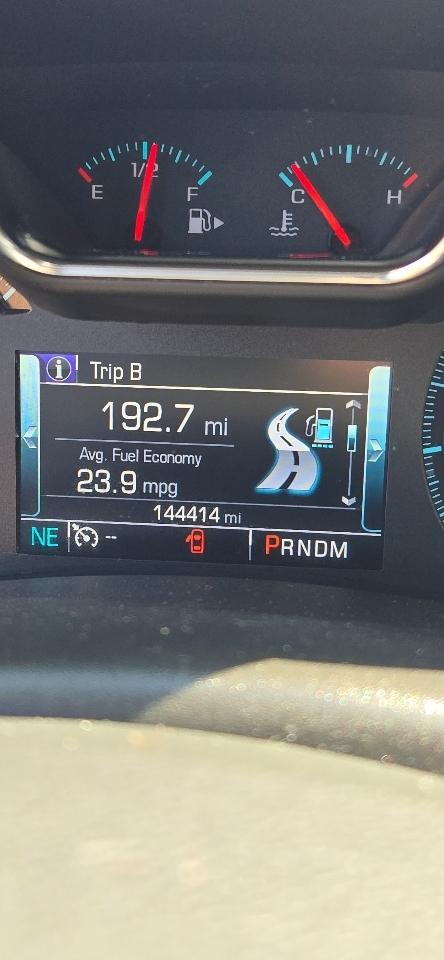 1/2
E F
C H
i Trip B
192.7 mi
Avg. Fuel Economy
23.9 mpg
144414 mi
NE -- PRNDM